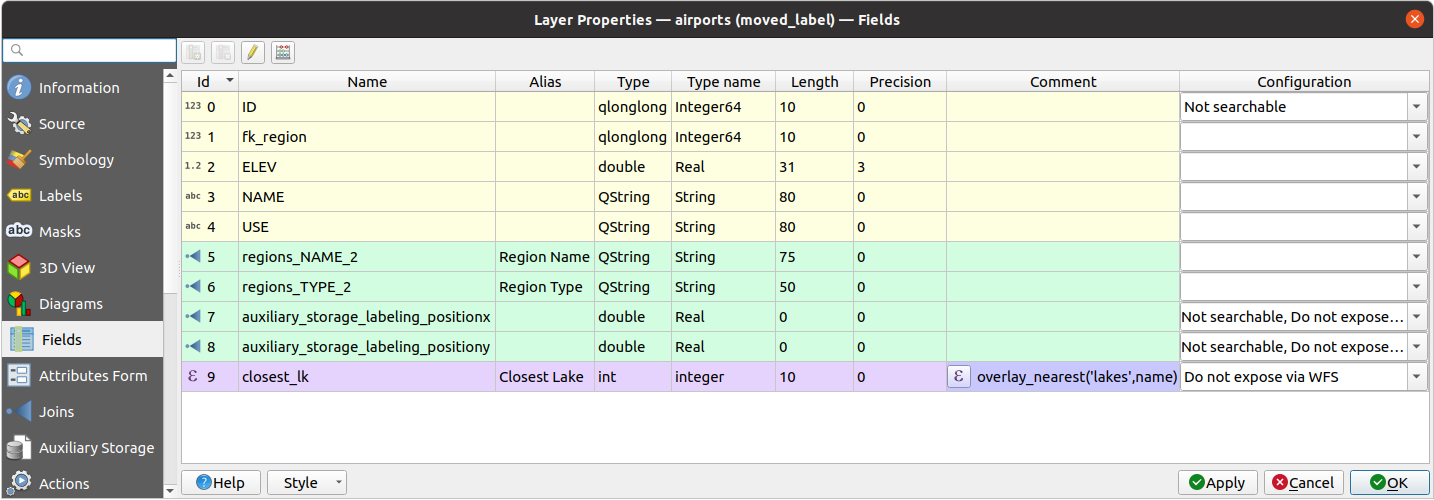 Layer Properties — airports (moved_label) — Fields
Information
Source
Symbology
Labels
Masks
3D View
Diagrams
Fields
Attributes Form
Joins
Auxiliary Storage
Actions
Id Name Alias Type Type name Length Precision Comment Configuration
123 0 ID qlonglong Integer64 10 0 Not searchable
123 1 fk_region qlonglong Integer64 10 0
1.2 2 ELEV double Real 31 3
abc 3 NAME QString String 80 0
abc 4 USE QString String 80 0
5 regions_NAME_2 Region Name QString String 75 0
6 regions_TYPE_2 Region Type QString String 50 0
7 auxiliary_storage_labeling_positionx double Real 0 0 Not searchable, Do not expose…
8 auxiliary_storage_labeling_positiony double Real 0 0 Not searchable, Do not expose…
ε 9 closest_lk Closest Lake int integer 10 0 ε overlay_nearest('lakes',name) Do not expose via WFS
Help Style Apply Cancel OK